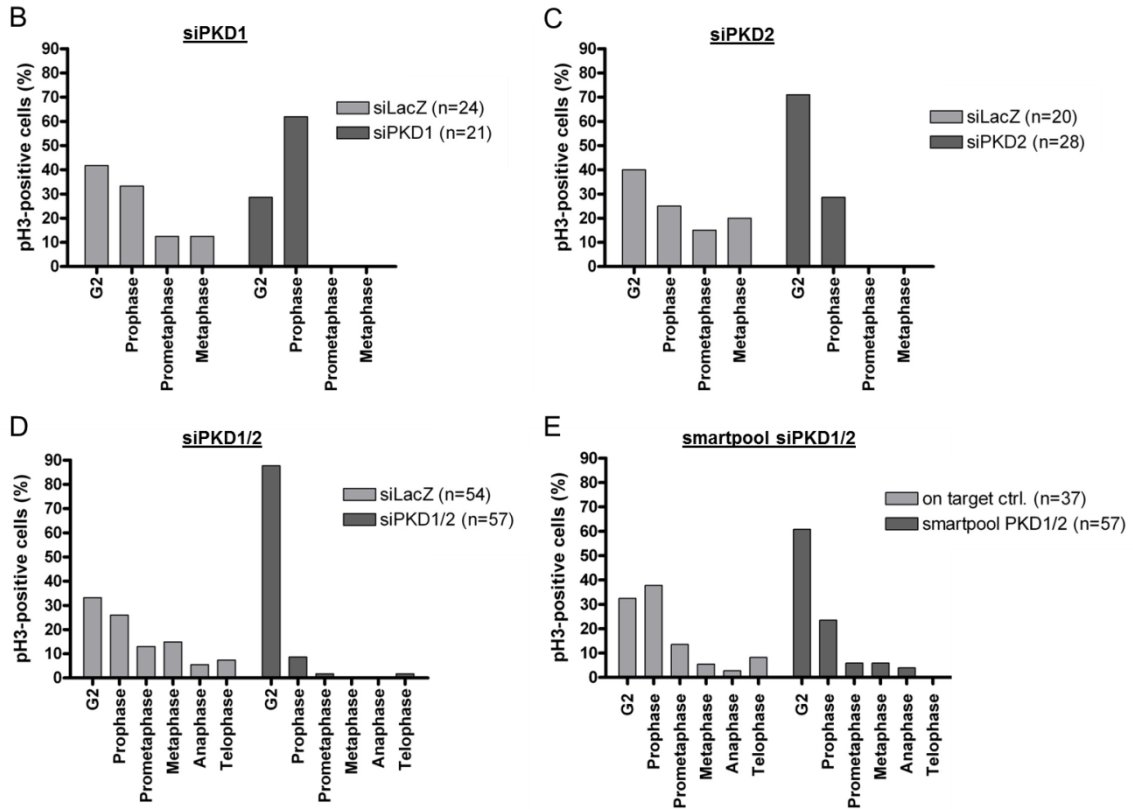 B
siPKD1
pH3-positive cells (%)
90
80
70
60
50
40
30
20
10
0
siLacZ (n=24)
siPKD1 (n=21)
G2
Prophase
Prometaphase
Metaphase
G2
Prophase
Prometaphase
Metaphase
C
siPKD2
pH3-positive cells (%)
90
80
70
60
50
40
30
20
10
0
siLacZ (n=20)
siPKD2 (n=28)
G2
Prophase
Prometaphase
Metaphase
G2
Prophase
Prometaphase
Metaphase
D
siPKD1/2
pH3-positive cells (%)
90
80
70
60
50
40
30
20
10
0
siLacZ (n=54)
siPKD1/2 (n=57)
G2
Prophase
Prometaphase
Metaphase
Anaphase
Telophase
G2
Prophase
Prometaphase
Metaphase
Anaphase
Telophase
E
smartpool siPKD1/2
pH3-positive cells (%)
90
80
70
60
50
40
30
20
10
0
on target ctrl. (n=37)
smartpool PKD1/2 (n=57)
G2
Prophase
Prometaphase
Metaphase
Anaphase
Telophase
G2
Prophase
Prometaphase
Metaphase
Anaphase
Telophase